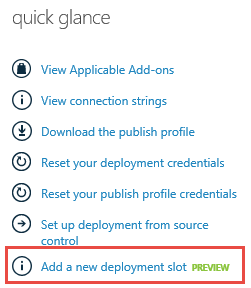 quick glance
View Applicable Add-ons
View connection strings
Download the publish profile
Reset your deployment credentials
Reset your publish profile credentials
Set up deployment from source
control
Add a new deployment slot PREVIEW